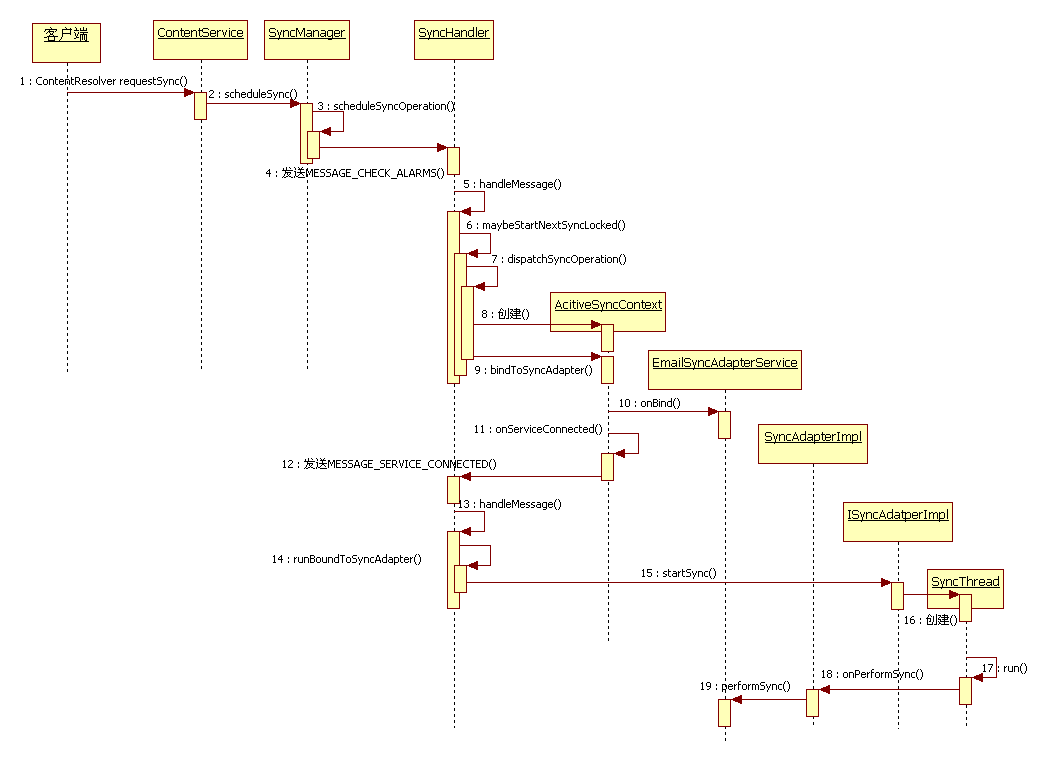 客户端
ContentService
SyncManager
SyncHandler
1 : ContentResolver requestSync()
2 : scheduleSync()
3 : scheduleSyncOperation()
4 : 发送MESSAGE_CHECK_ALARMS()
5 : handleMessage()
6 : maybeStartNextSyncLocked()
7 : dispatchSyncOperation()
AcitiveSyncContext
8 : 创建()
EmailSyncAdapterService
9 : bindToSyncAdapter()
10 : onBind()
11 : onServiceConnected()
SyncAdapterImpl
12 : 发送MESSAGE_SERVICE_CONNECTED()
13 : handleMessage()
ISyncAdatperImpl
14 : runBoundToSyncAdapter()
15 : startSync()
SyncThread
16 : 创建()
17 : run()
18 : onPerformSync()
19 : performSync()